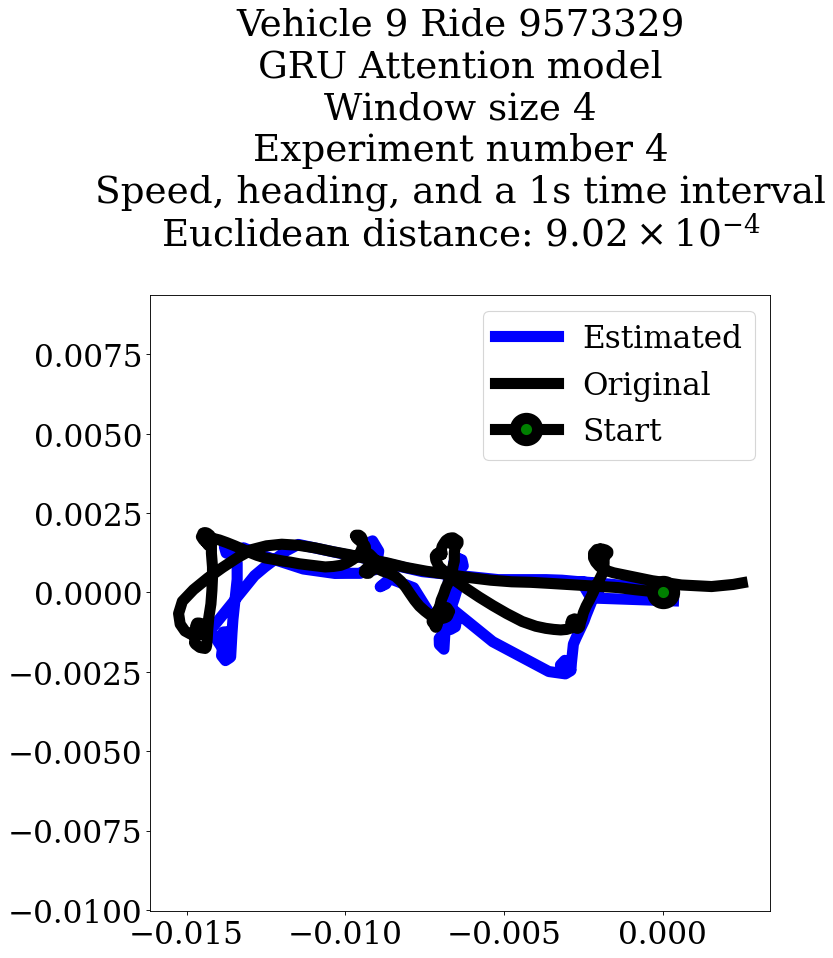 Vehicle 9 Ride 9573329
GRU Attention model
Window size 4
Experiment number 4
Speed, heading, and a 1s time interval
Euclidean distance: 9.02 × 10⁻⁴
Estimated
Original
Start
0.0075
0.0050
0.0025
0.0000
−0.0025
−0.0050
−0.0075
−0.0100
−0.015 −0.010 −0.005 0.000